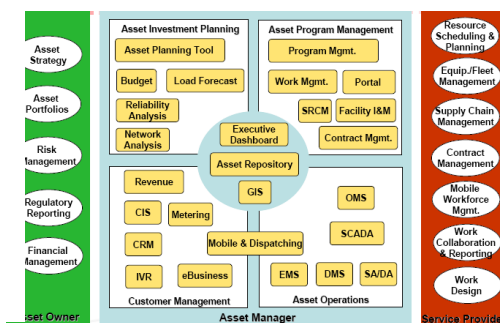 Asset
Strategy
Asset
Portfolios
Risk
Management
Regulatory
Reporting
Financial
Management
sset Owner
Asset Investment Planning
Asset Planning Tool
Budget
Load Forecast
Reliability
Analysis
Network
Analysis
Asset Program Management
Program Mgmt.
Work Mgmt.
Portal
SRCM
Facility I&M
Contract Mgmt.
Executive
Dashboard
Asset Repository
GIS
Revenue
CIS
Metering
CRM
Mobile & Dispatching
IVR
eBusiness
Customer Management
OMS
SCADA
EMS
DMS
SA/DA
Asset Operations
Asset Manager
Resource
Scheduling &
Planning
Equip./Fleet
Management
Supply Chain
Management
Contract
Management
Mobile
Workforce
Mgmt.
Work
Collaboration
& Reporting
Work
Design
Service Provide